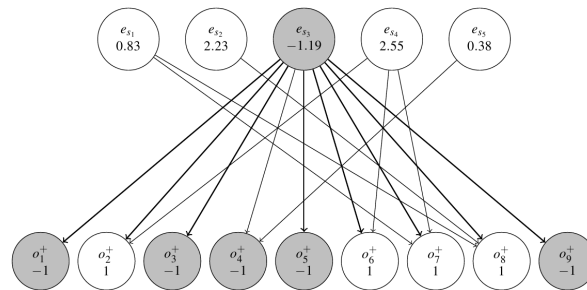 e_{s_1} e_{s_2} e_{s_3} e_{s_4} e_{s_5}
0.83 2.23 −1.19 2.55 0.38
o_1^+ o_2^+ o_3^+ o_4^+ o_5^+ o_6^+ o_7^+ o_8^+ o_9^+
−1 1 −1 −1 −1 1 1 1 −1